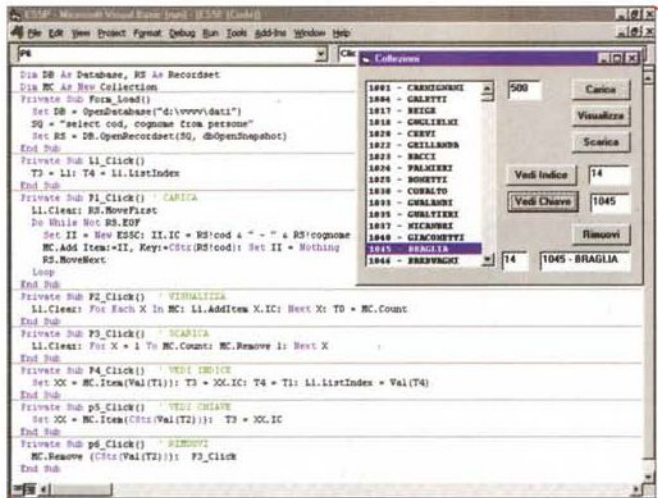 ESSF - Microsoft Visual Basic [run] - [ESSF (Code)]
File Edit View Project Format Debug Run Tools Add-Ins Window Help
P6
Clic
Dim DB As Database, RS As Recordset
Dim MC As New Collection
Private Sub Form_Load()
Set DB = OpenDatabase("d:\vvvv\dati")
SQ = "select cod, cognome from persone"
Set RS = DB.OpenRecordset(SQ, dbOpenSnapshot)
End Sub
Private Sub L1_Click()
T3 = L1: T4 = L1.ListIndex
End Sub
Private Sub P1_Click() ' CARICA
L1.Clear: RS.MoveFirst
Do While Not RS.EOF
Set II = New ESSC: II.IC = RS!cod & " - " & RS!cognome
MC.Add Item:=II, Key:=CStr(RS!cod): Set II = Nothing
RS.MoveNext
Loop
End Sub
Private Sub P2_Click() ' VISUALIZZA
L1.Clear: For Each X In MC: L1.AddItem X.IC: Next X: T0 = MC.Count
End Sub
Private Sub P3_Click() ' SCARICA
L1.Clear: For X = 1 To MC.Count: MC.Remove 1: Next X
End Sub
Private Sub P4_Click() ' VEDI INDICE
Set XX = MC.Item(Val(T1)): T3 = XX.IC: T4 = T1: L1.ListIndex = Val(T4)
End Sub
Private Sub p5_Click() ' VEDI CHIAVE
Set XX = MC.Item(CStr(Val(T2))): T3 = XX.IC
End Sub
Private Sub p6_Click() ' RIMUOVI
MC.Remove (CStr(Val(T2))): P3_Click
End Sub
Collezioni
1001 - CARMIGNANI
1004 - GALETTI
1017 - BEIGE
1018 - GUGLIELMI
1020 - CERVI
1022 - GRILLANDA
1023 - BACCI
1026 - PALMIERI
1028 - BONETTI
1030 - COBALTO
1033 - GUALANDI
1035 - GUALTIERI
1037 - NICANDRI
1040 - GIACOMETTI
1045 - BRAGLIA
1046 -
500
Carica
Visualizza
Scarica
Vedi Indice
14
Vedi Chiave
1045
Rimuovi
14
1045 - BRAGLIA